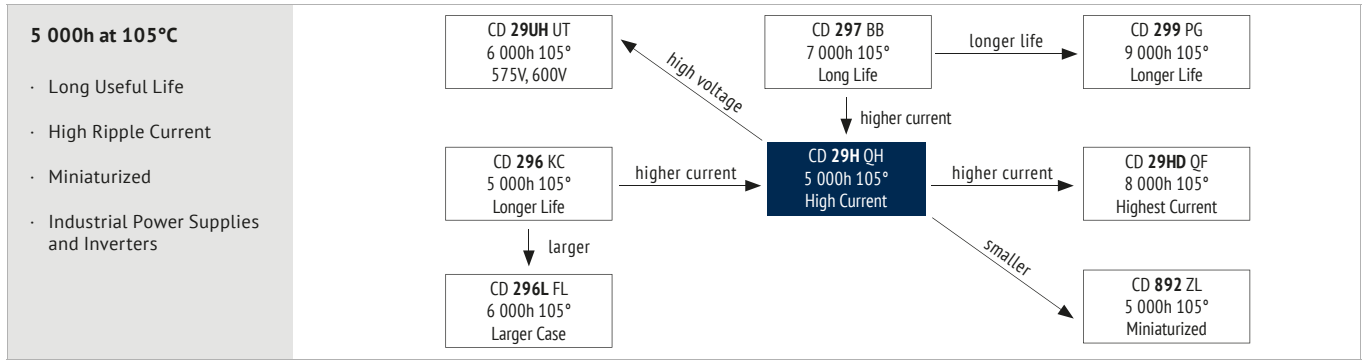 5 000h at 105°C
· Long Useful Life
· High Ripple Current
· Miniaturized
· Industrial Power Supplies
and Inverters
CD 29UH UT
6 000h 105°
575V, 600V
CD 297 BB
7 000h 105°
Long Life
longer life
CD 299 PG
9 000h 105°
Longer Life
high voltage
higher current
CD 296 KC
5 000h 105°
Longer Life
higher current
CD 29H QH
5 000h 105°
High Current
higher current
CD 29HD QF
8 000h 105°
Highest Current
larger
smaller
CD 296L FL
6 000h 105°
Larger Case
CD 892 ZL
5 000h 105°
Miniaturized